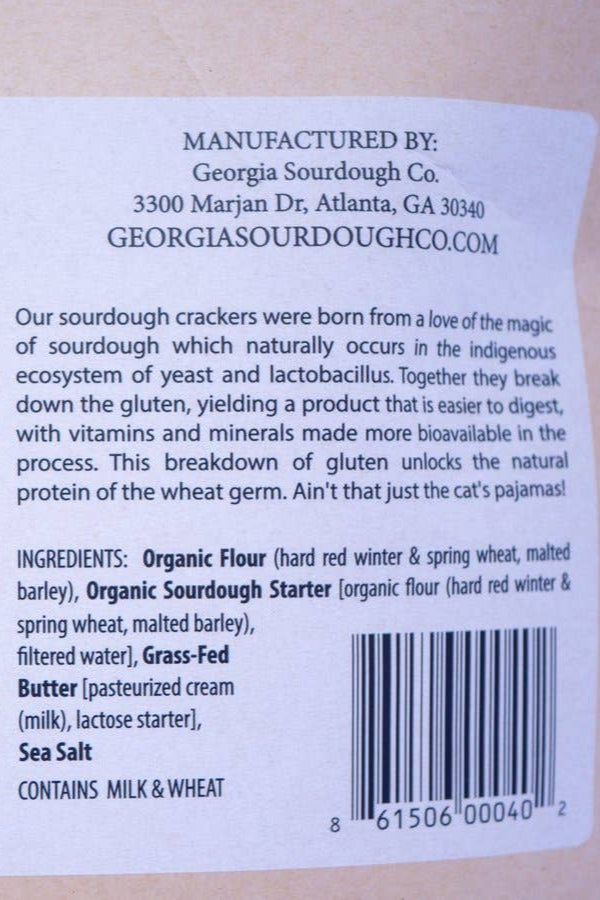 MANUFACTURED BY:
Georgia Sourdough Co.
3300 Marjan Dr, Atlanta, GA 30340
GEORGIASOURDOUGHCO.COM
Our sourdough crackers were born from a love of the magic
of sourdough which naturally occurs in the indigenous
ecosystem of yeast and lactobacillus. Together they break
down the gluten, yielding a product that is easier to digest,
with vitamins and minerals made more bioavailable in the
process. This breakdown of gluten unlocks the natural
protein of the wheat germ. Ain't that just the cat's pajamas!
INGREDIENTS: Organic Flour (hard red winter & spring wheat, malted
barley), Organic Sourdough Starter [organic flour (hard red winter &
spring wheat, malted barley),
filtered water], Grass-Fed
Butter [pasteurized cream
(milk), lactose starter],
Sea Salt
CONTAINS MILK & WHEAT
8 61506 00040 2